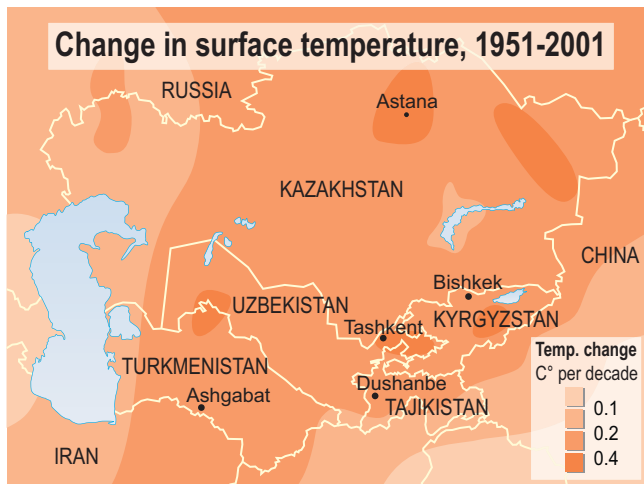 Change in surface temperature, 1951-2001
RUSSIA
Astana
KAZAKHSTAN
CHINA
Bishkek
UZBEKISTAN
KYRGYZSTAN
Tashkent
TURKMENISTAN
Dushanbe
Ashgabat
TAJIKISTAN
IRAN
Temp. change
C° per decade
0.1
0.2
0.4